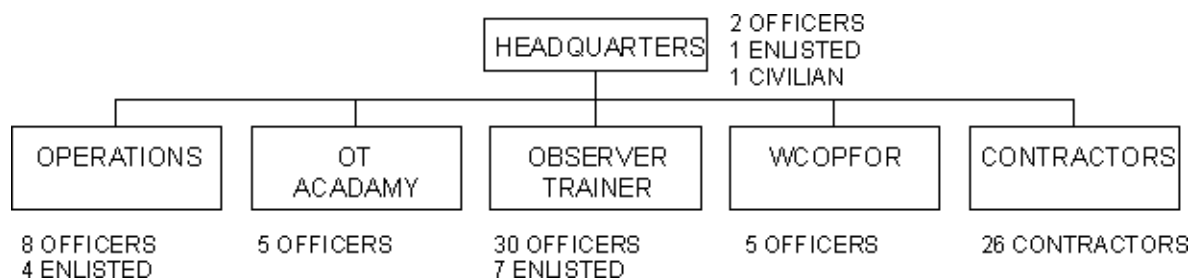 HEADQUARTERS
2 OFFICERS
1 ENLISTED
1 CIVILIAN
OPERATIONS
8 OFFICERS
4 ENLISTED
OT
ACADAMY
5 OFFICERS
OBSERVER
TRAINER
30 OFFICERS
7 ENLISTED
WCOPFOR
5 OFFICERS
CONTRACTORS
26 CONTRACTORS